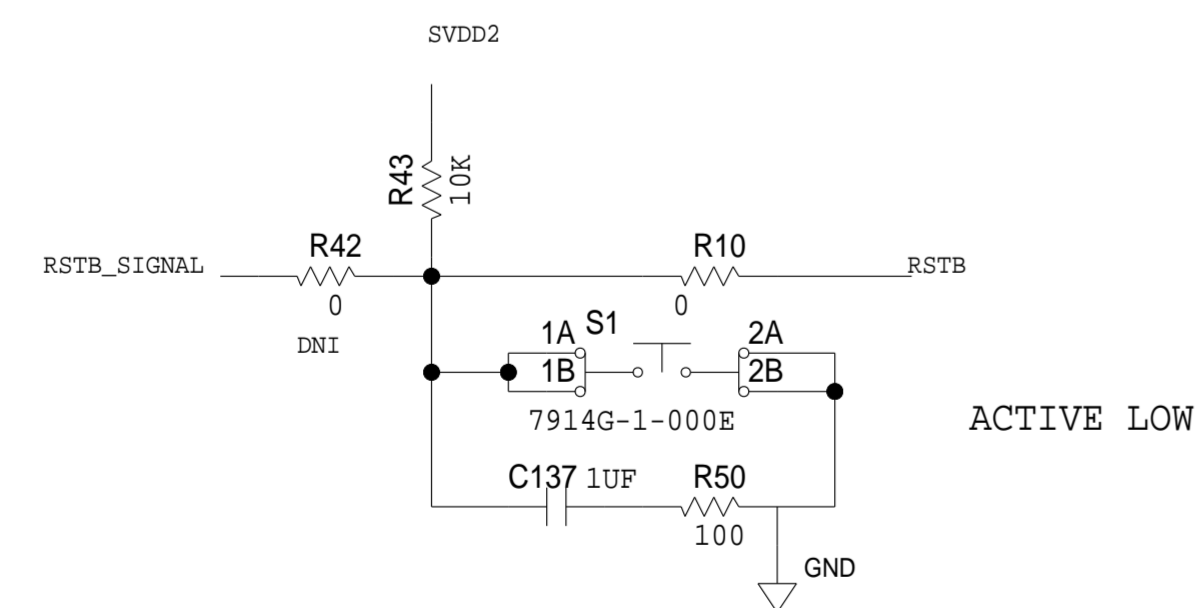 SVDD2
R43
10K
RSTB_SIGNAL
R42
0
DNI
R10
0
RSTB
1A
S1
2A
1B
2B
7914G-1-000E
ACTIVE LOW
C137
1UF
R50
100
GND